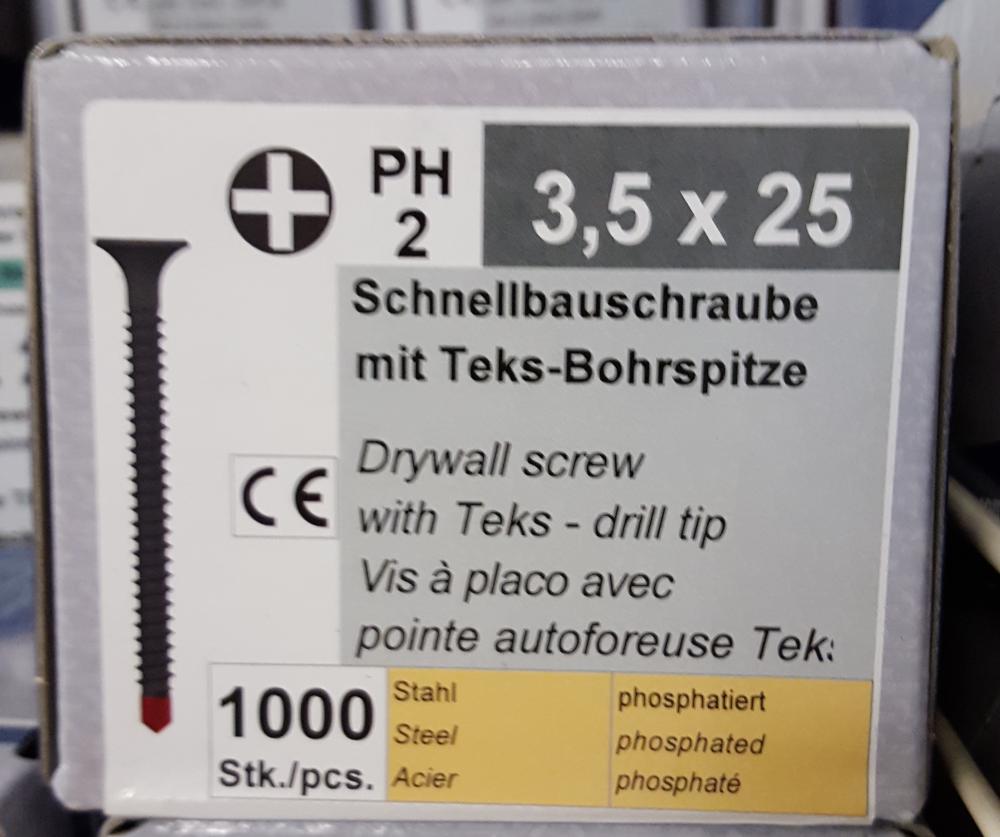 PH
2
3,5 x 25
Schnellbauschraube
mit Teks-Bohrspitze
CE
Drywall screw
with Teks - drill tip
Vis à placo avec
pointe autoforeuse Teks
1000
Stk./pcs.
Stahl
phosphatiert
Steel
phosphated
Acier
phosphaté